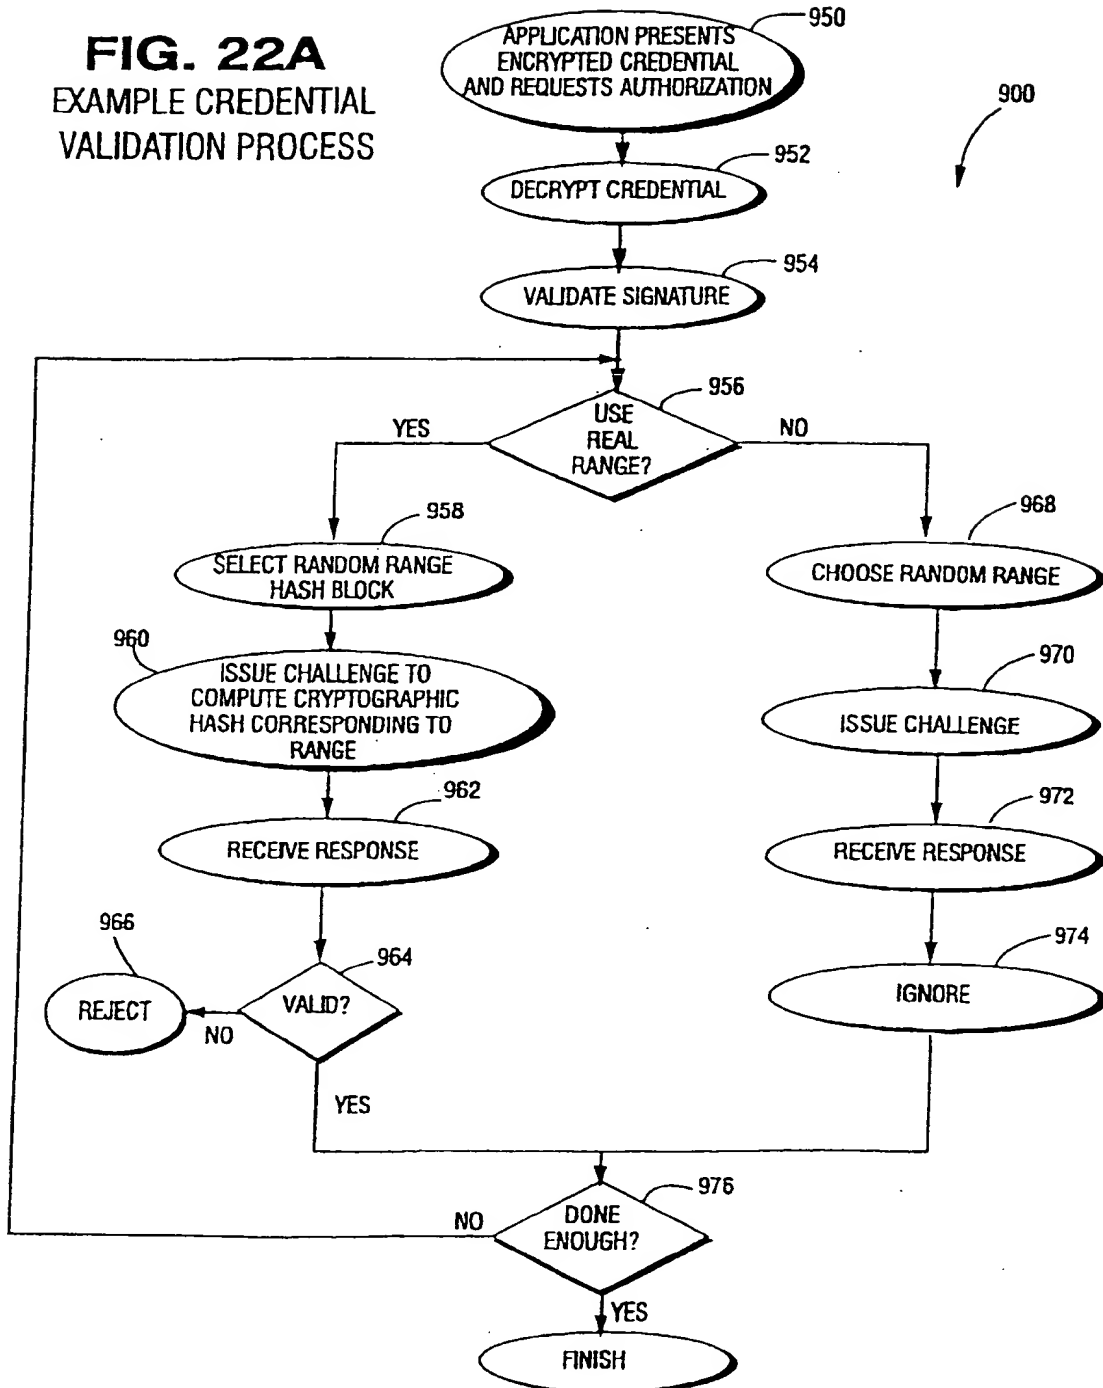 FIG. 22A
EXAMPLE CREDENTIAL
VALIDATION PROCESS
950
APPLICATION PRESENTS
ENCRYPTED CREDENTIAL
AND REQUESTS AUTHORIZATION
900
952
DECRYPT CREDENTIAL
954
VALIDATE SIGNATURE
956
USE
REAL
RANGE?
YES
NO
958
SELECT RANDOM RANGE
HASH BLOCK
968
CHOOSE RANDOM RANGE
960
ISSUE CHALLENGE TO
COMPUTE CRYPTOGRAPHIC
HASH CORRESPONDING TO
RANGE
970
ISSUE CHALLENGE
962
RECEIVE RESPONSE
972
RECEIVE RESPONSE
966
REJECT
964
VALID?
NO
YES
974
IGNORE
976
DONE
ENOUGH?
NO
YES
FINISH